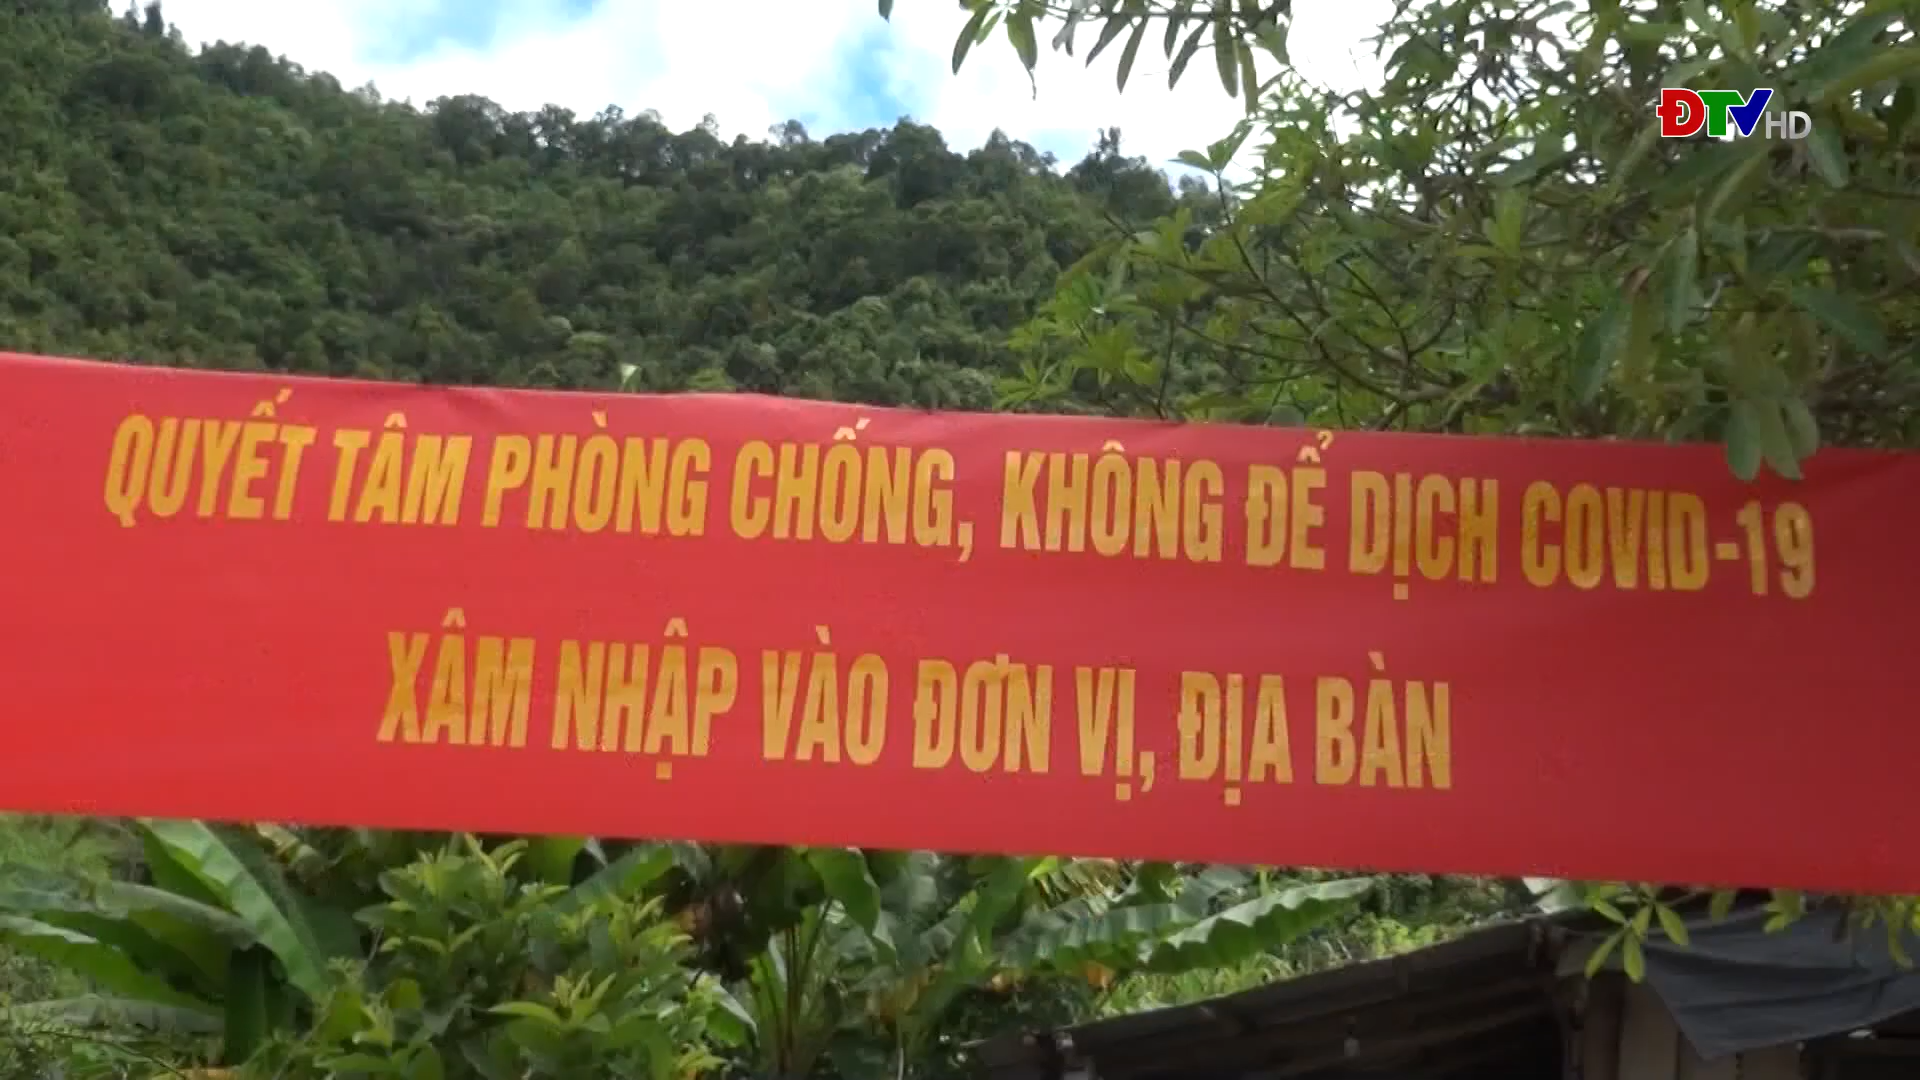 ĐTV HD
QUYẾT TÂM PHÒNG CHỐNG, KHÔNG ĐỂ DỊCH COVID-19
XÂM NHẬP VÀO ĐƠN VỊ, ĐỊA BÀN